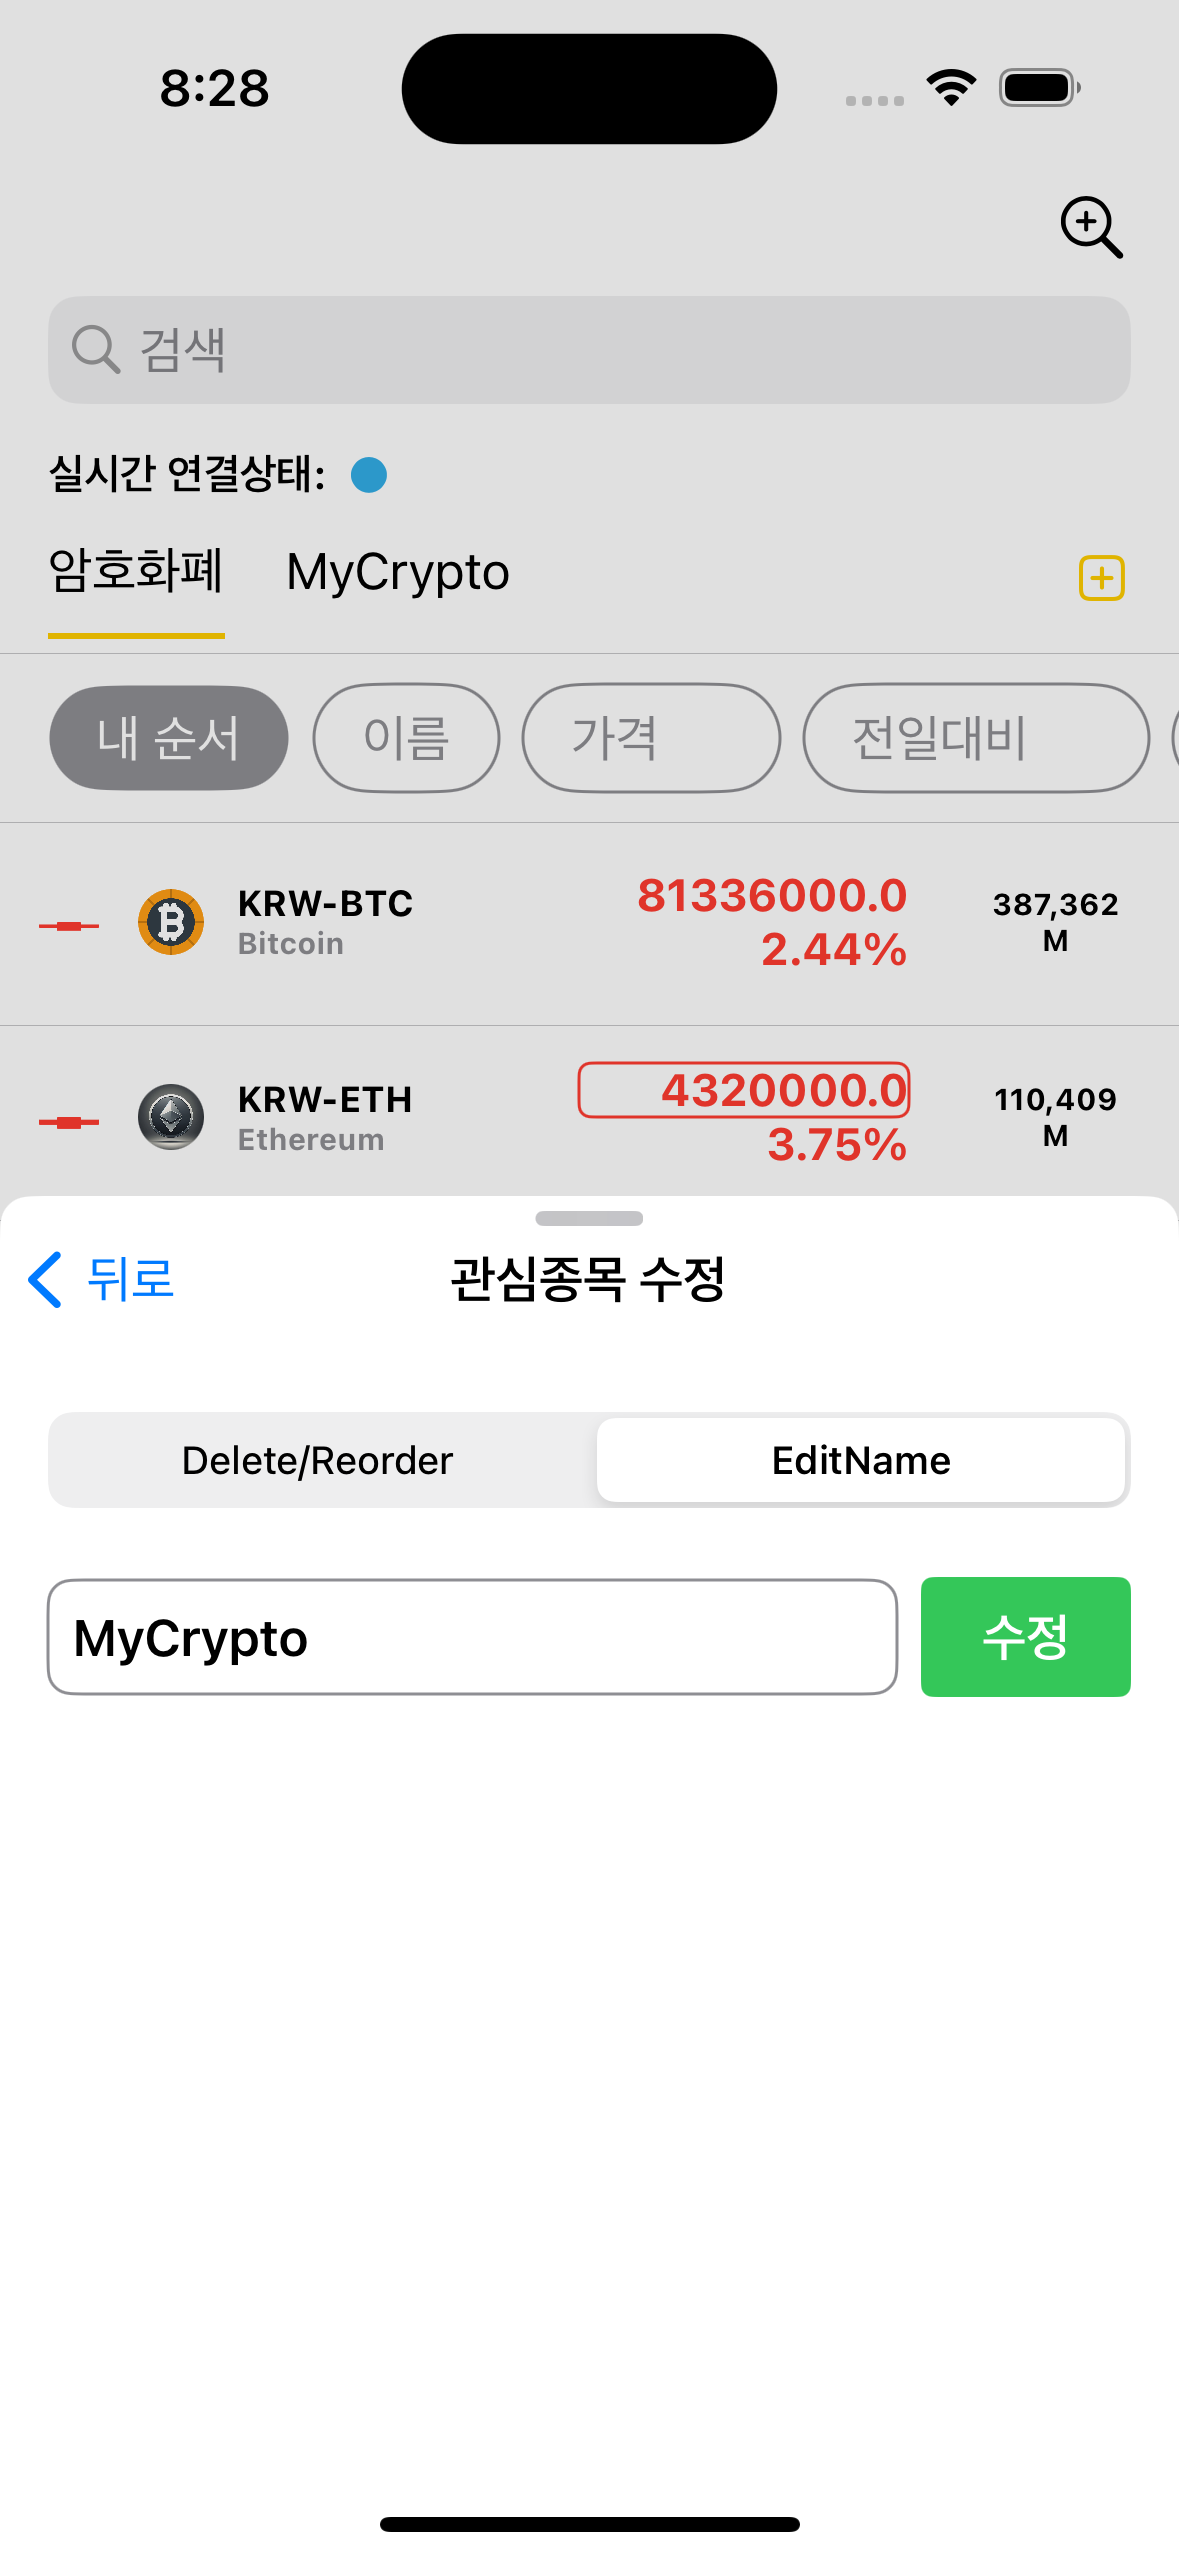 8:28
검색
실시간 연결상태:
암호화폐 MyCrypto
내 순서 이름 가격 전일대비
KRW-BTC 81336000.0 387,362
Bitcoin 2.44% M
KRW-ETH 4320000.0 110,409
Ethereum 3.75% M
뒤로 관심종목 수정
Delete/Reorder EditName
MyCrypto 수정